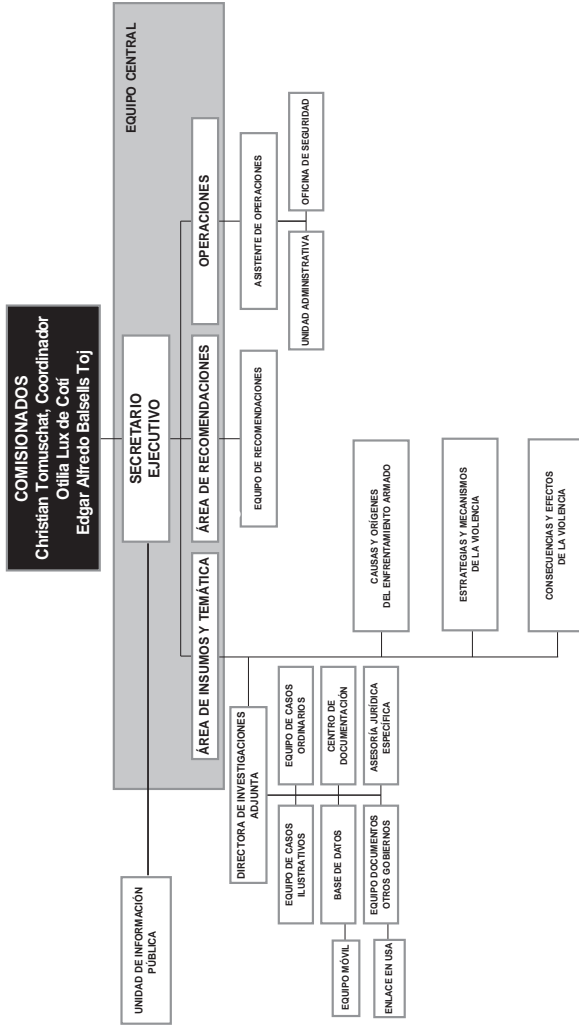 COMISIONADOS
Christian Tomuschat, Coordinador
Otilia Lux de Cotí
Edgar Alfredo Balsells Toj
EQUIPO CENTRAL
SECRETARIO
EJECUTIVO
UNIDAD DE INFORMACIÓN
PÚBLICA
ÁREA DE INSUMOS Y TEMÁTICA
ÁREA DE RECOMENDACIONES
OPERACIONES
DIRECTORA DE INVESTIGACIONES
ADJUNTA
EQUIPO DE RECOMENDACIONES
ASISTENTE DE OPERACIONES
UNIDAD ADMINISTRATIVA
OFICINA DE SEGURIDAD
EQUIPO DE CASOS
ILUSTRATIVOS
EQUIPO DE CASOS
ORDINARIOS
EQUIPO MÓVIL
BASE DE DATOS
CENTRO DE
DOCUMENTACIÓN
ENLACE EN USA
EQUIPO DOCUMENTOS
OTROS GOBIERNOS
ASESORÍA JURÍDICA
ESPECÍFICA
CAUSAS Y ORÍGENES
DEL ENFRENTAMIENTO ARMADO
ESTRATEGIAS Y MECANISMOS
DE LA VIOLENCIA
CONSECUENCIAS Y EFECTOS
DE LA VIOLENCIA